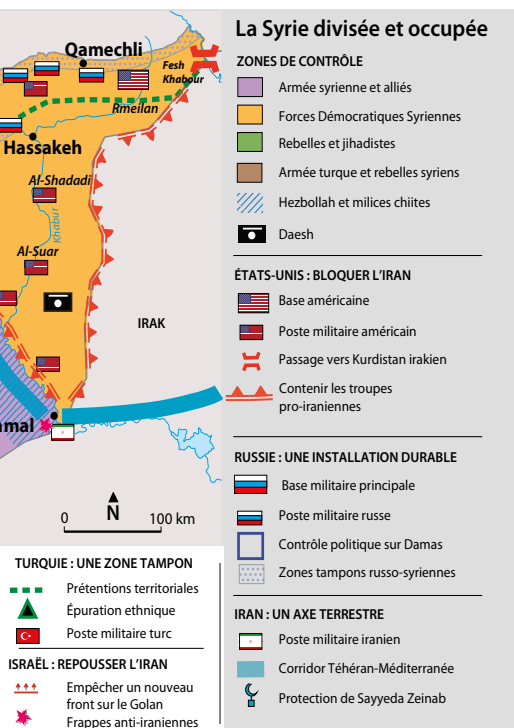 Qamechli
Fesh
Khabour
Rmeilan
Hassakeh
Al-Shadadi
Khabur
Al-Suar
IRAK
amal
0 N 100 km
La Syrie divisée et occupée
ZONES DE CONTRÔLE
Armée syrienne et alliés
Forces Démocratiques Syriennes
Rebelles et jihadistes
Armée turque et rebelles syriens
Hezbollah et milices chiites
Daesh
ÉTATS-UNIS : BLOQUER L'IRAN
Base américaine
Poste militaire américain
Passage vers Kurdistan irakien
Contenir les troupes
pro-iraniennes
RUSSIE : UNE INSTALLATION DURABLE
Base militaire principale
Poste militaire russe
Contrôle politique sur Damas
Zones tampons russo-syriennes
IRAN : UN AXE TERRESTRE
Poste militaire iranien
Corridor Téhéran-Méditerranée
Protection de Sayyeda Zeinab
TURQUIE : UNE ZONE TAMPON
Prétentions territoriales
Épuration ethnique
Poste militaire turc
ISRAËL : REPOUSSER L'IRAN
Empêcher un nouveau
front sur le Golan
Frappes anti-iraniennes